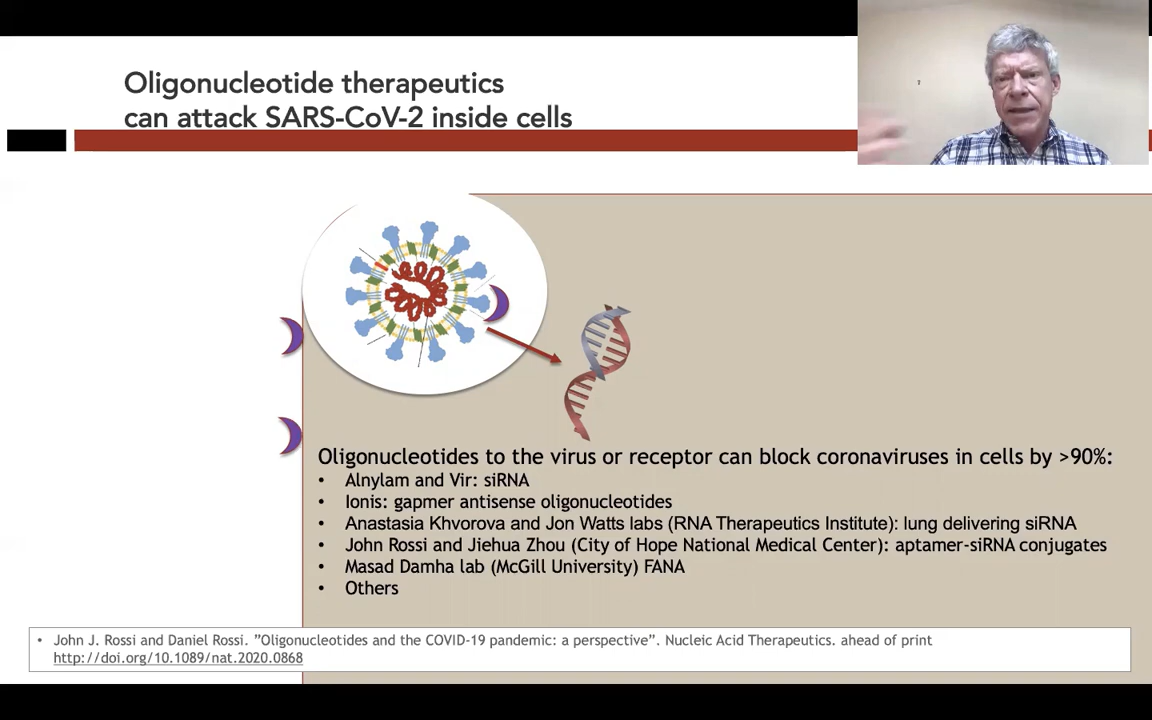 Oligonucleotide therapeutics
can attack SARS-CoV-2 inside cells
Oligonucleotides to the virus or receptor can block coronaviruses in cells by >90%:
• Alnylam and Vir: siRNA
• Ionis: gapmer antisense oligonucleotides
• Anastasia Khvorova and Jon Watts labs (RNA Therapeutics Institute): lung delivering siRNA
• John Rossi and Jiehua Zhou (City of Hope National Medical Center): aptamer-siRNA conjugates
• Masad Damha lab (McGill University) FANA
• Others
• John J. Rossi and Daniel Rossi. ”Oligonucleotides and the COVID-19 pandemic: a perspective”. Nucleic Acid Therapeutics. ahead of print
http://doi.org/10.1089/nat.2020.0868